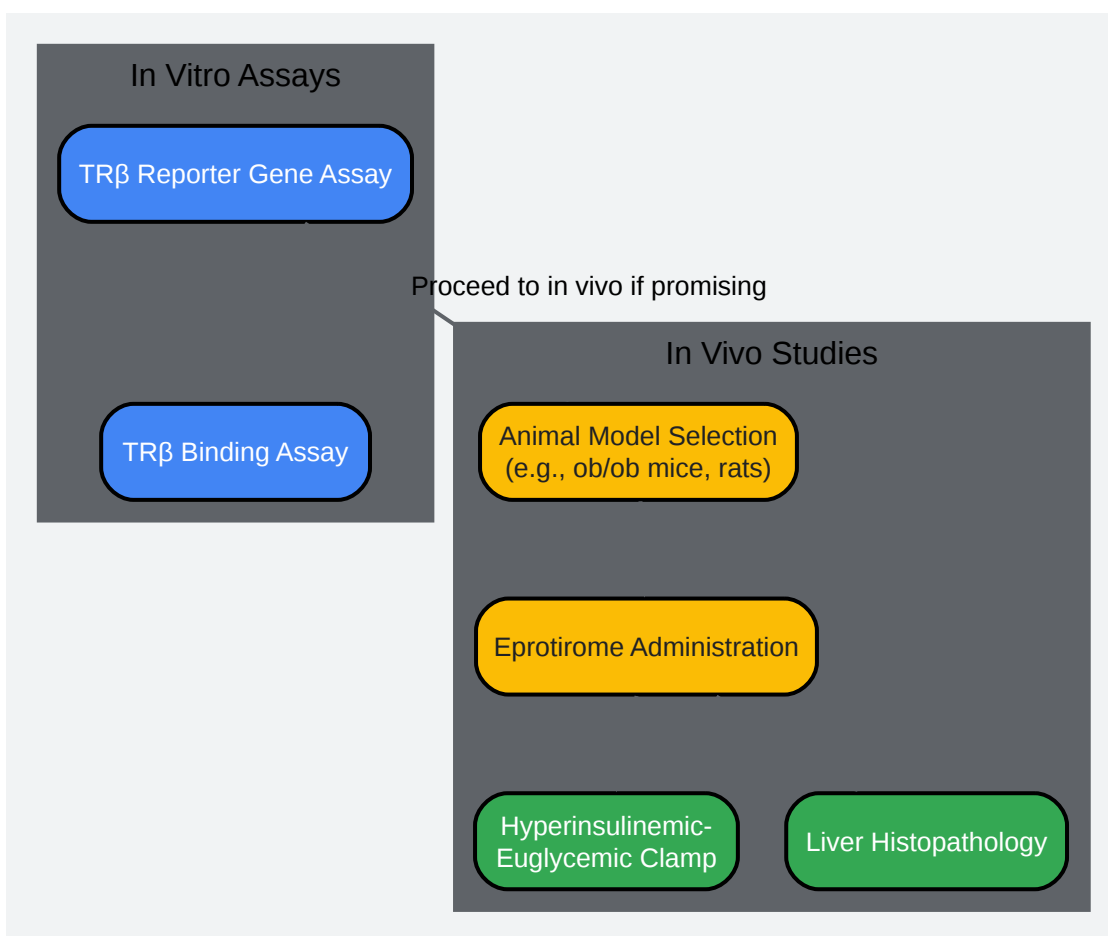 In Vitro Assays
TRβ Reporter Gene Assay
Proceed to in vivo if promising
In Vivo Studies
TRβ Binding Assay
Animal Model Selection
(e.g., ob/ob mice, rats)
Eprotirome Administration
Hyperinsulinemic-
Euglycemic Clamp
Liver Histopathology